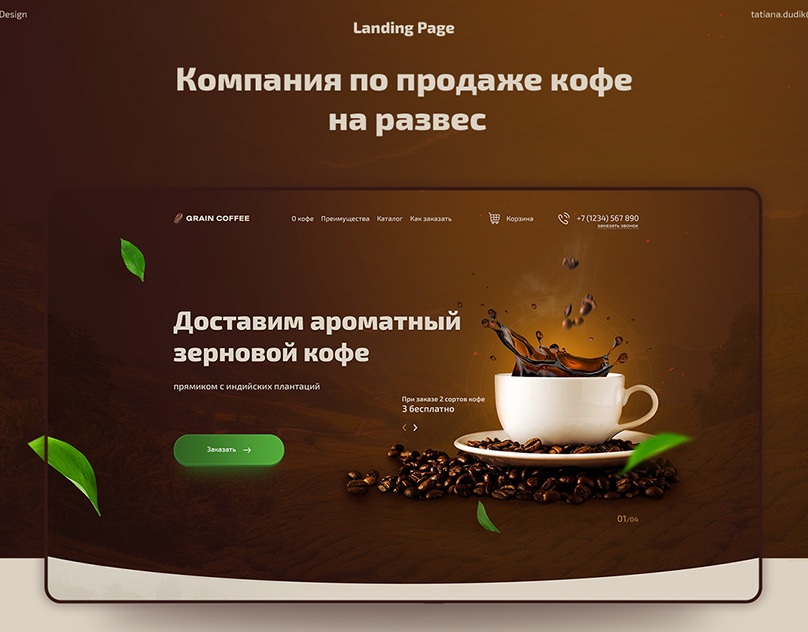 Design
Landing Page
tatiana.dudik
Компания по продаже кофе
на развес
GRAIN COFFEE
О кофе Преимущества Каталог Как заказать
Корзина
+7 (1234) 567 890
заказать звонок
Доставим ароматный
зерновой кофе
прямиком с индийских плантаций
При заказе 2 сортов кофе
3 бесплатно
Заказать
01/04